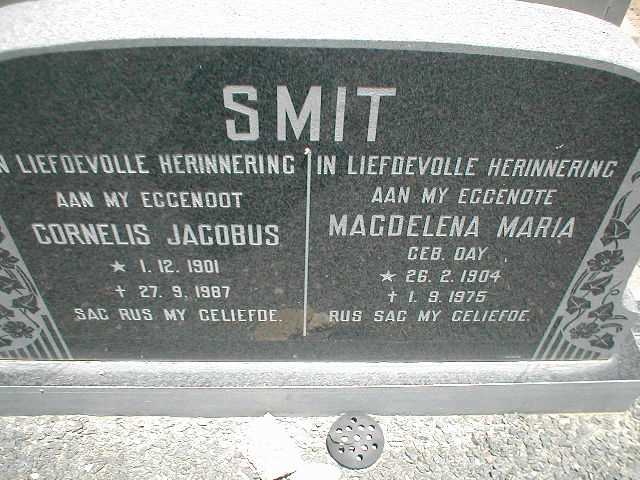 SMIT
N LIEFDEVOLLE HERINNERING
AAN MY EGGENOOT
CORNELIS JACOBUS
★ 1.12.1901
† 27.9.1987
SAG RUS MY GELIEFDE.
IN LIEFDEVOLLE HERINNERING
AAN MY EGGENOTE
MAGDELENA MARIA
GEB. DAY
★ 26.2.1904
† 1.9.1975
RUS SAG MY GELIEFDE.